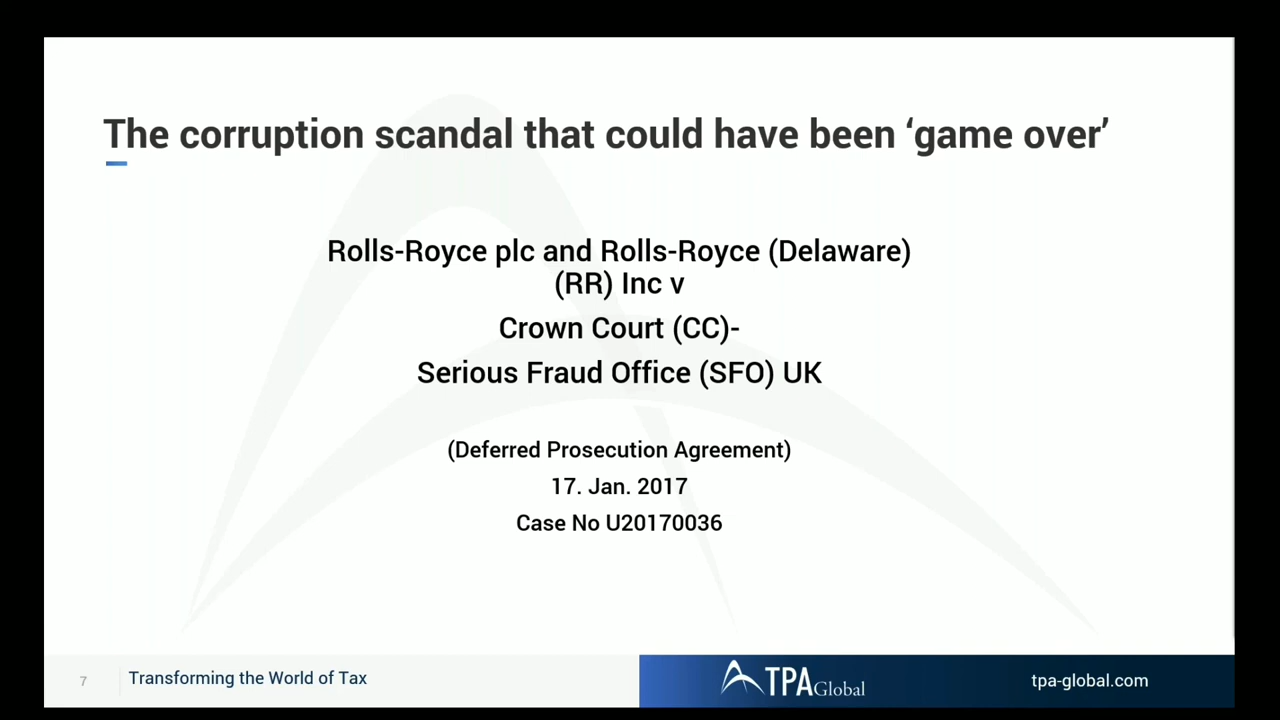 The corruption scandal that could have been ‘game over’
Rolls-Royce plc and Rolls-Royce (Delaware)
(RR) Inc v
Crown Court (CC)-
Serious Fraud Office (SFO) UK
(Deferred Prosecution Agreement)
17. Jan. 2017
Case No U20170036
7
Transforming the World of Tax
TPA Global
tpa-global.com